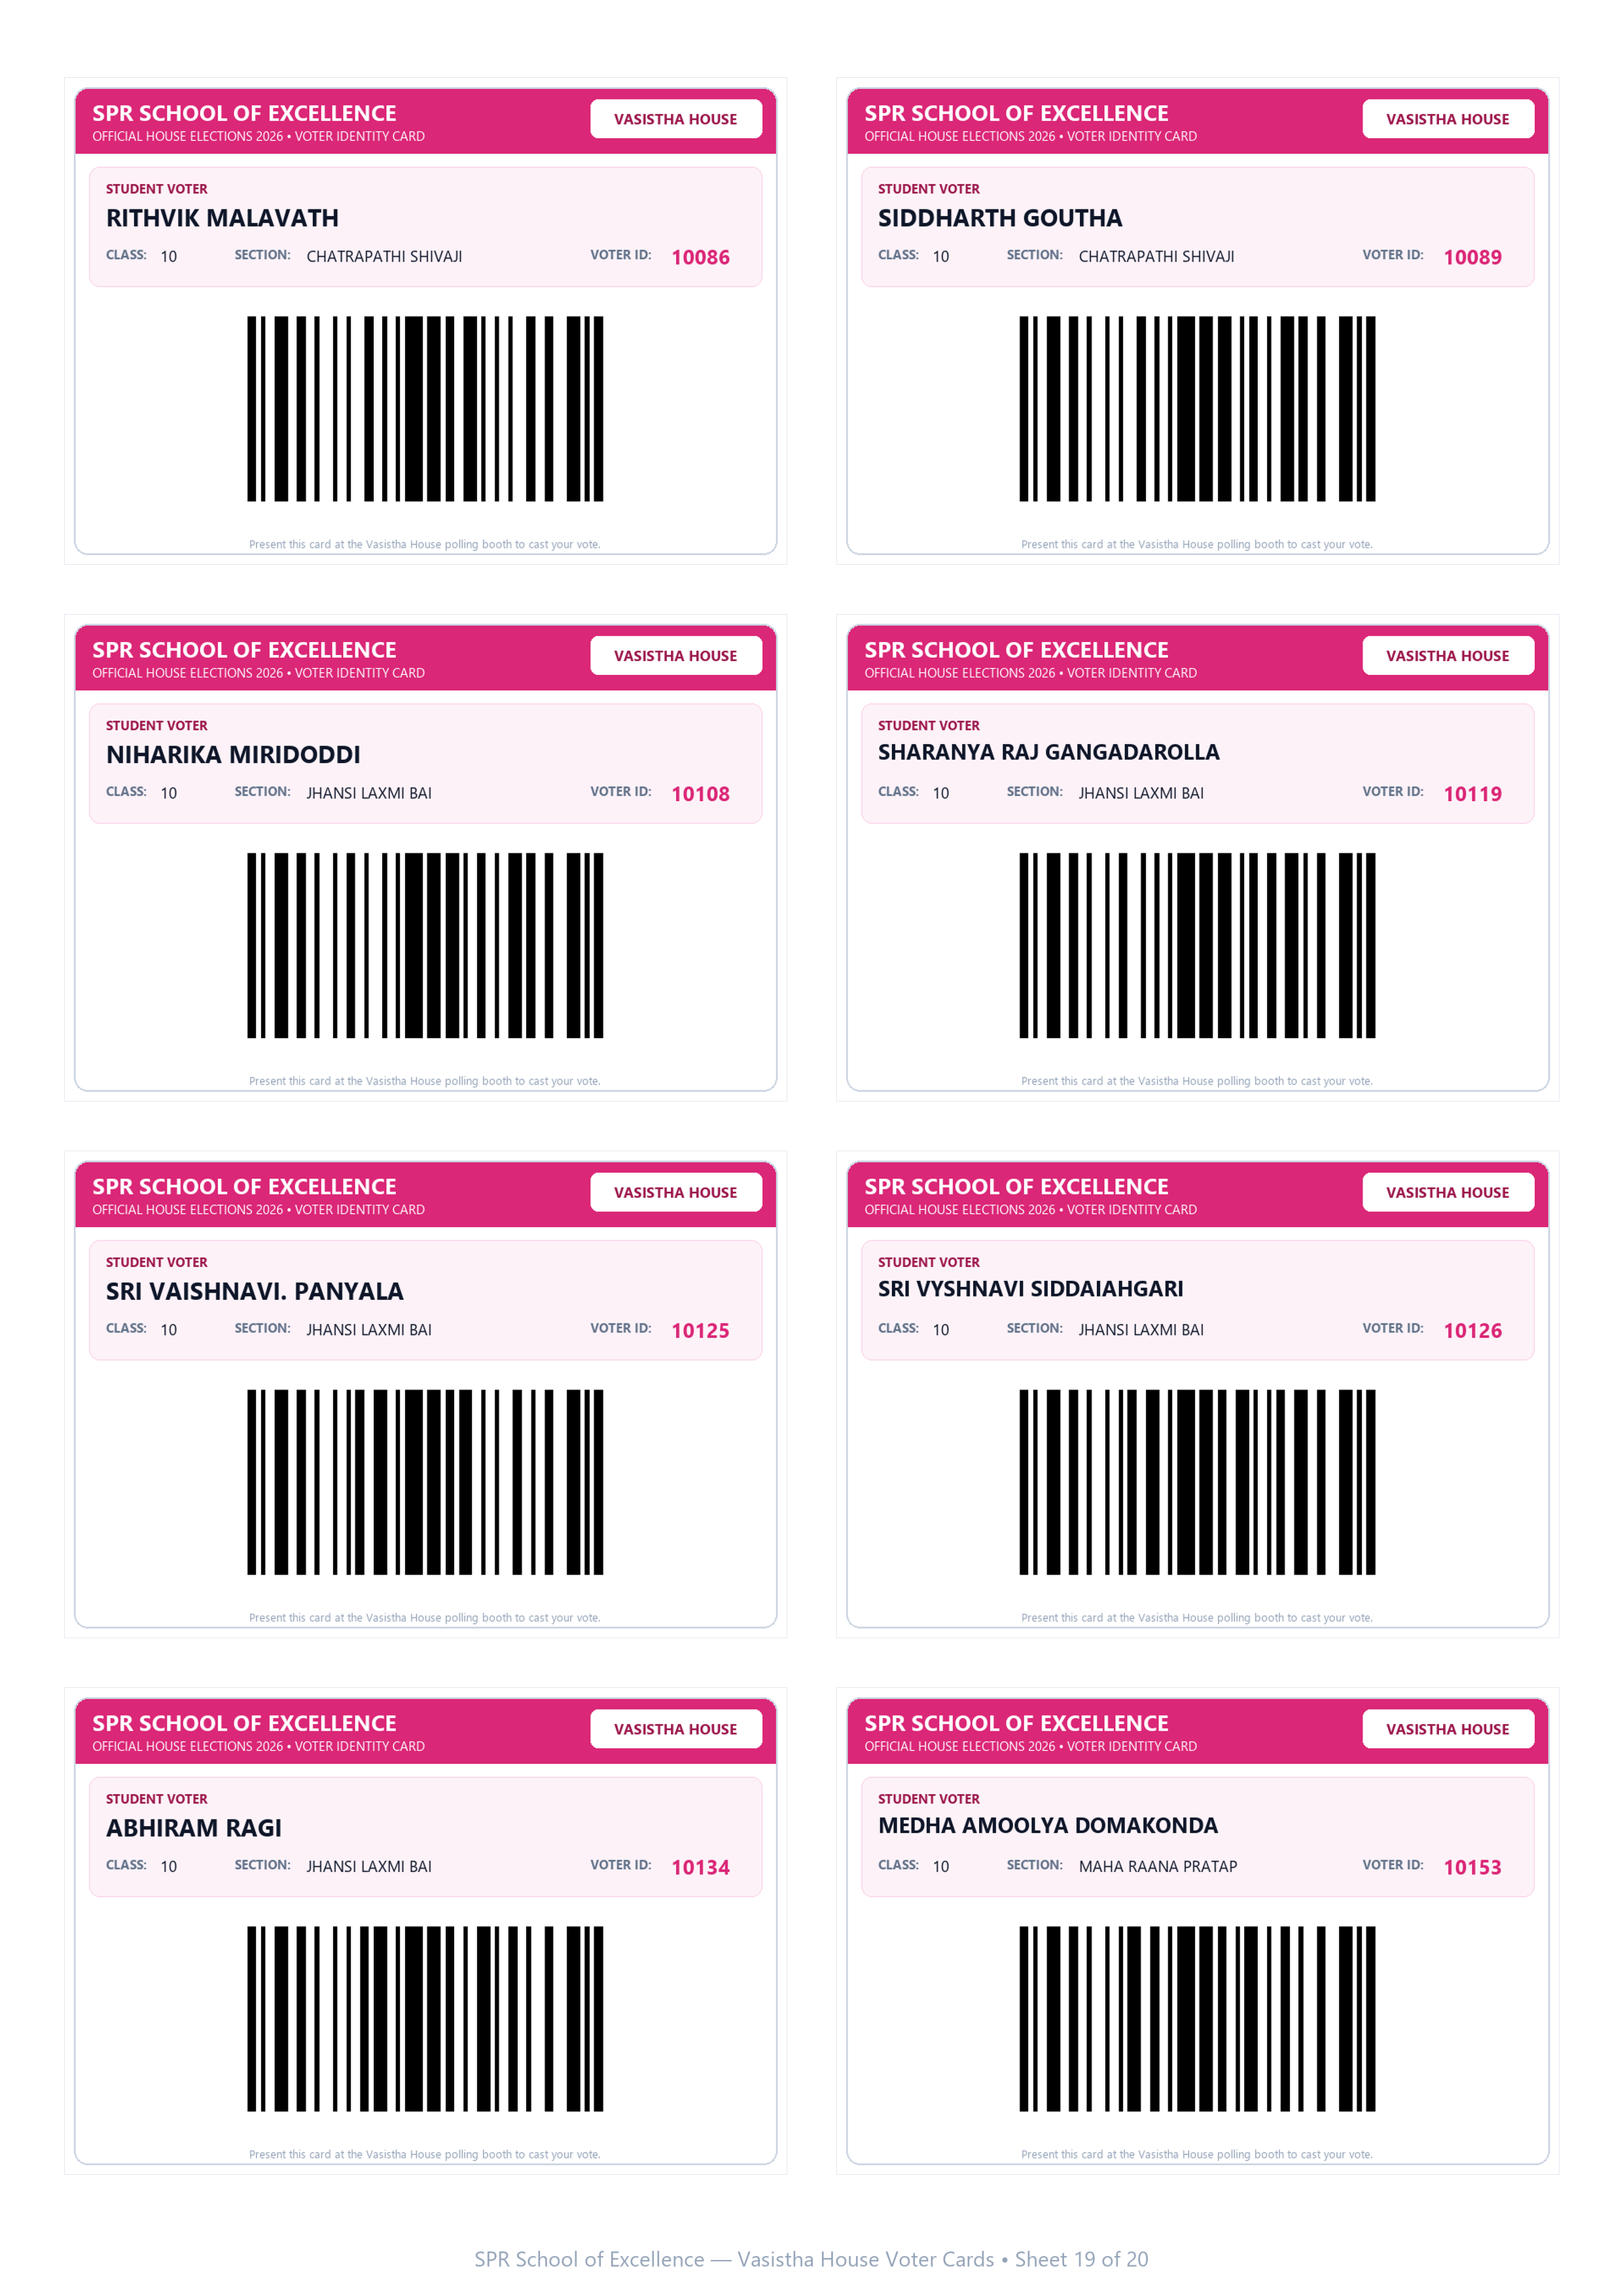 SPR SCHOOL OF EXCELLENCE
OFFICIAL HOUSE ELECTIONS 2026 • VOTER IDENTITY CARD
VASISTHA HOUSE
STUDENT VOTER
RITHVIK MALAVATH
CLASS: 10 SECTION: CHATRAPATHI SHIVAJI VOTER ID: 10086
Present this card at the Vasistha House polling booth to cast your vote.
SPR SCHOOL OF EXCELLENCE
OFFICIAL HOUSE ELECTIONS 2026 • VOTER IDENTITY CARD
VASISTHA HOUSE
STUDENT VOTER
SIDDHARTH GOUTHA
CLASS: 10 SECTION: CHATRAPATHI SHIVAJI VOTER ID: 10089
Present this card at the Vasistha House polling booth to cast your vote.
SPR SCHOOL OF EXCELLENCE
OFFICIAL HOUSE ELECTIONS 2026 • VOTER IDENTITY CARD
VASISTHA HOUSE
STUDENT VOTER
NIHARIKA MIRIDODDI
CLASS: 10 SECTION: JHANSI LAXMI BAI VOTER ID: 10108
Present this card at the Vasistha House polling booth to cast your vote.
SPR SCHOOL OF EXCELLENCE
OFFICIAL HOUSE ELECTIONS 2026 • VOTER IDENTITY CARD
VASISTHA HOUSE
STUDENT VOTER
SHARANYA RAJ GANGADAROLLA
CLASS: 10 SECTION: JHANSI LAXMI BAI VOTER ID: 10119
Present this card at the Vasistha House polling booth to cast your vote.
SPR SCHOOL OF EXCELLENCE
OFFICIAL HOUSE ELECTIONS 2026 • VOTER IDENTITY CARD
VASISTHA HOUSE
STUDENT VOTER
SRI VAISHNAVI. PANYALA
CLASS: 10 SECTION: JHANSI LAXMI BAI VOTER ID: 10125
Present this card at the Vasistha House polling booth to cast your vote.
SPR SCHOOL OF EXCELLENCE
OFFICIAL HOUSE ELECTIONS 2026 • VOTER IDENTITY CARD
VASISTHA HOUSE
STUDENT VOTER
SRI VYSHNAVI SIDDAIAHGARI
CLASS: 10 SECTION: JHANSI LAXMI BAI VOTER ID: 10126
Present this card at the Vasistha House polling booth to cast your vote.
SPR SCHOOL OF EXCELLENCE
OFFICIAL HOUSE ELECTIONS 2026 • VOTER IDENTITY CARD
VASISTHA HOUSE
STUDENT VOTER
ABHIRAM RAGI
CLASS: 10 SECTION: JHANSI LAXMI BAI VOTER ID: 10134
Present this card at the Vasistha House polling booth to cast your vote.
SPR SCHOOL OF EXCELLENCE
OFFICIAL HOUSE ELECTIONS 2026 • VOTER IDENTITY CARD
VASISTHA HOUSE
STUDENT VOTER
MEDHA AMOOLYA DOMAKONDA
CLASS: 10 SECTION: MAHA RAANA PRATAP VOTER ID: 10153
Present this card at the Vasistha House polling booth to cast your vote.
SPR School of Excellence — Vasistha House Voter Cards • Sheet 19 of 20